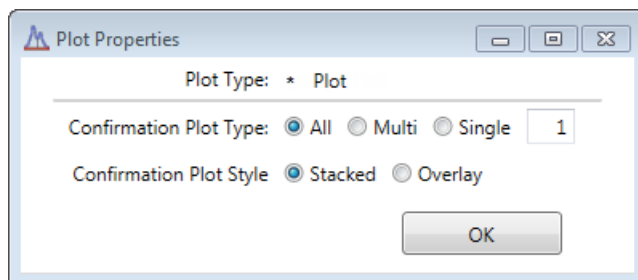 Plot Properties
Plot Type: * Plot
Confirmation Plot Type: All Multi Single 1
Confirmation Plot Style Stacked Overlay
OK